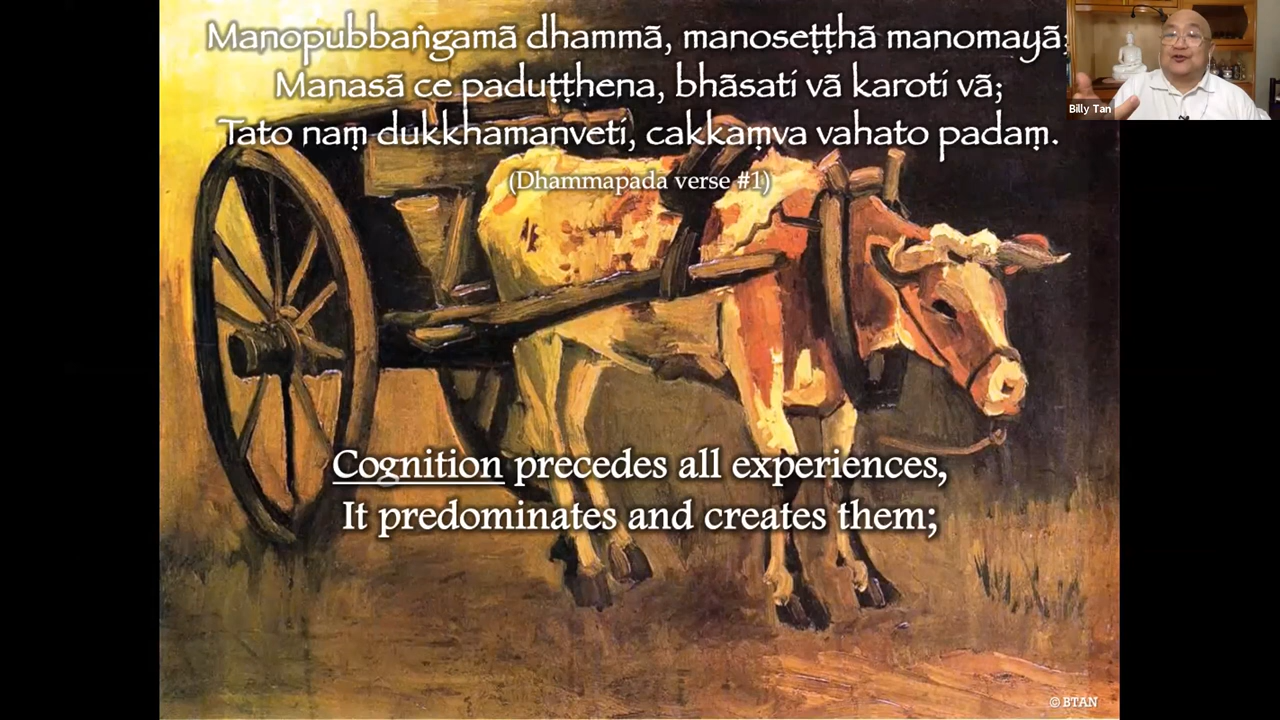 Manopubbaṅgamā dhammā, manoseṭṭhā manomayā;
Manasā ce paduṭṭhena, bhāsati vā karoti vā;
Tato naṃ dukkhamanveti, cakkaṃva vahato padaṃ.
(Dhammapada verse #1)
Billy Tan
Cognition precedes all experiences,
It predominates and creates them;
© BTAN